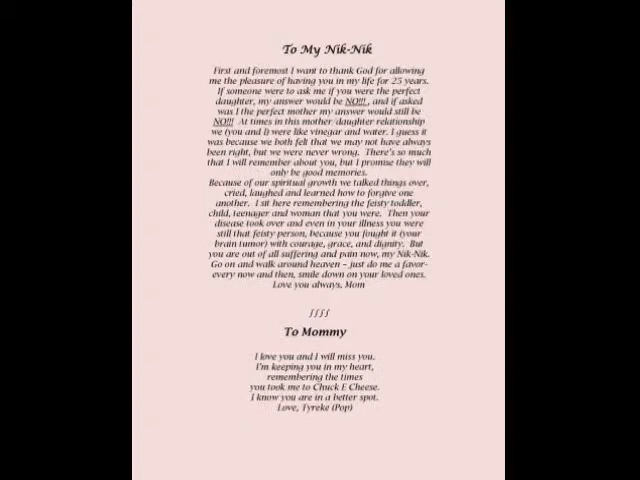 To My Nik-Nik
First and foremost I want to thank God for allowing
me the pleasure of having you in my life for 25 years.
If someone were to ask me if you were the perfect
daughter, my answer would be NO!!! , and if asked
was I the perfect mother my answer would still be
NO!!! At times in this mother/daughter relationship
we (you and I) were like vinegar and water. I guess it
was because we both felt that we may not have always
been right, but we were never wrong. There's so much
that I will remember about you, but I promise they will
only be good memories.
Because of our spiritual growth we talked things over,
cried, laughed and learned how to forgive one
another. I sit here remembering the feisty toddler,
child, teenager and woman that you were. Then your
disease took over and even in your illness you were
still that feisty person, because you fought it (your
brain tumor) with courage, grace, and dignity. But
you are out of all suffering and pain now, my Nik-Nik.
Go on and walk around heaven – just do me a favor-
every now and then, smile down on your loved ones.
Love you always, Mom
∫∫∫∫
To Mommy
I love you and I will miss you.
I'm keeping you in my heart,
remembering the times
you took me to Chuck E Cheese.
I know you are in a better spot.
Love, Tyreke (Pop)